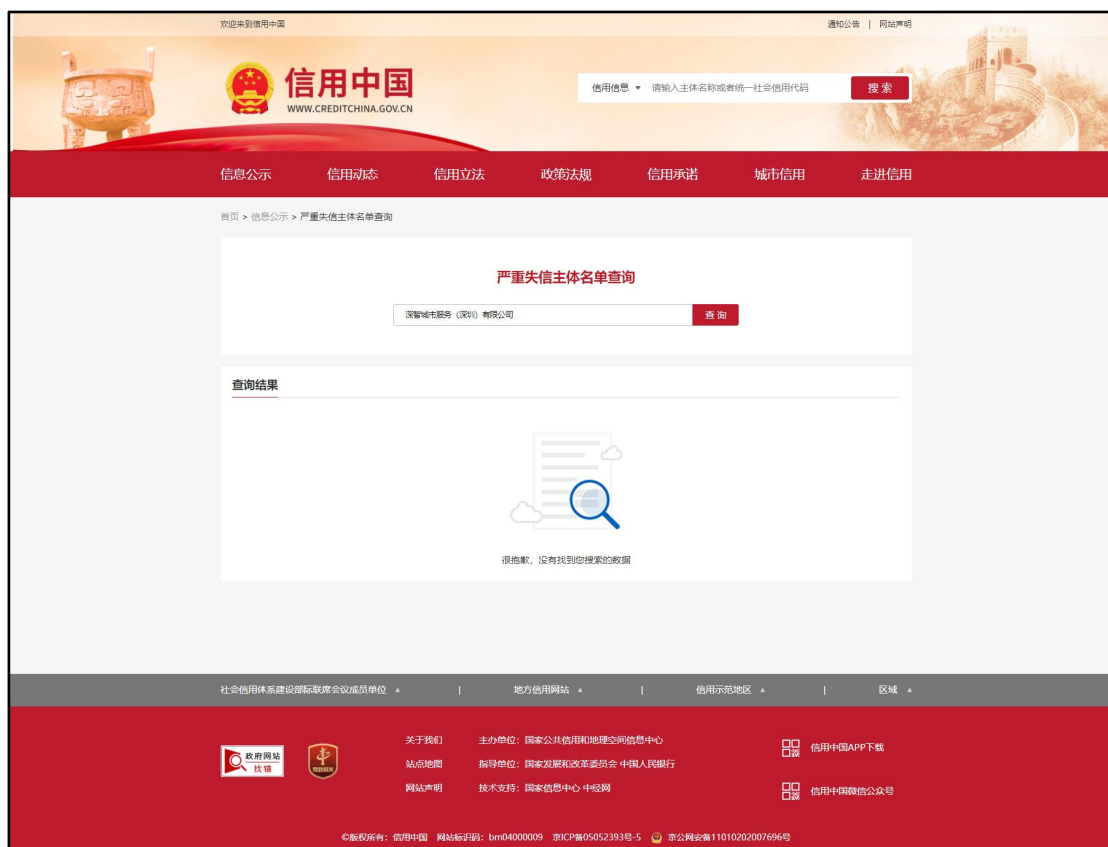 欢迎来到信用中国 通知公告 | 网站声明
信用中国
WWW.CREDITCHINA.GOV.CN
信用信息 请输入主体名称或者统一社会信用代码 搜索
信息公示 信用动态 信用立法 政策法规 信用承诺 城市信用 走进信用
首页 > 信息公示 > 严重失信主体名单查询
严重失信主体名单查询
深智城市服务（深圳）有限公司 查询
查询结果
很抱歉，没有找到您搜索的数据
社会信用体系建设部际联席会议成员单位 | 地方信用网站 | 信用示范地区 | 区域
政府网站
找错
党政机关
关于我们 主办单位：国家公共信用和地理空间信息中心
站点地图 指导单位：国家发展和改革委员会 中国人民银行
网站声明 技术支持：国家信息中心 中经网
信用中国APP下载
信用中国微信公众号
©版权所有：信用中国 网站标识码：bm04000009 京ICP备05052393号-5 京公网安备11010202007696号